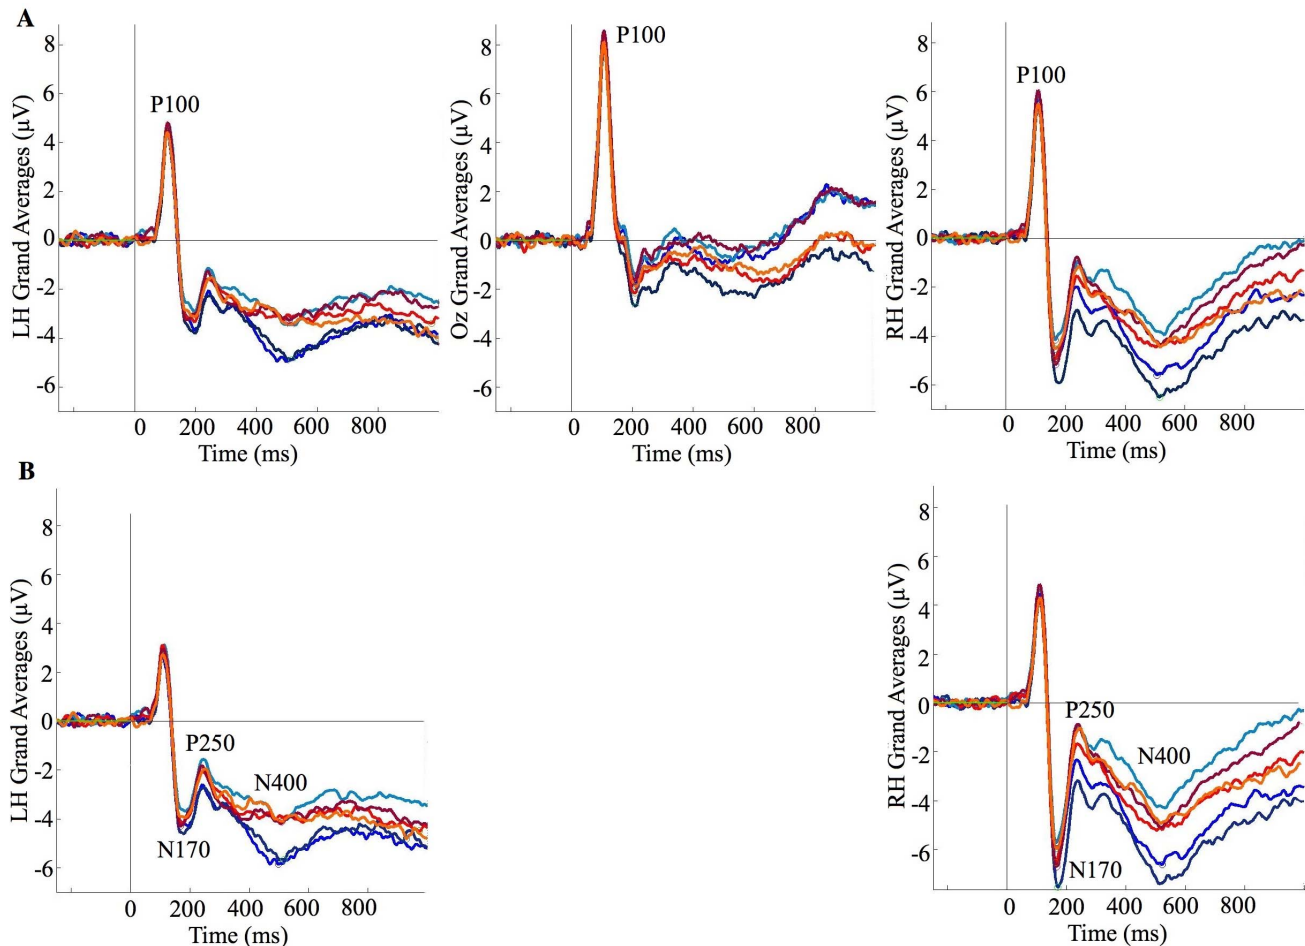 A
LH Grand Averages (µV)
8
6
4
2
0
-2
-4
-6
P100
0 200 400 600 800
Time (ms)
Oz Grand Averages (µV)
8
6
4
2
0
-2
-4
-6
P100
0 200 400 600 800
Time (ms)
RH Grand Averages (µV)
8
6
4
2
0
-2
-4
-6
P100
0 200 400 600 800
Time (ms)
B
LH Grand Averages (µV)
8
6
4
2
0
-2
-4
-6
P250
N400
N170
0 200 400 600 800
Time (ms)
RH Grand Averages (µV)
8
6
4
2
0
-2
-4
-6
P250
N400
N170
0 200 400 600 800
Time (ms)